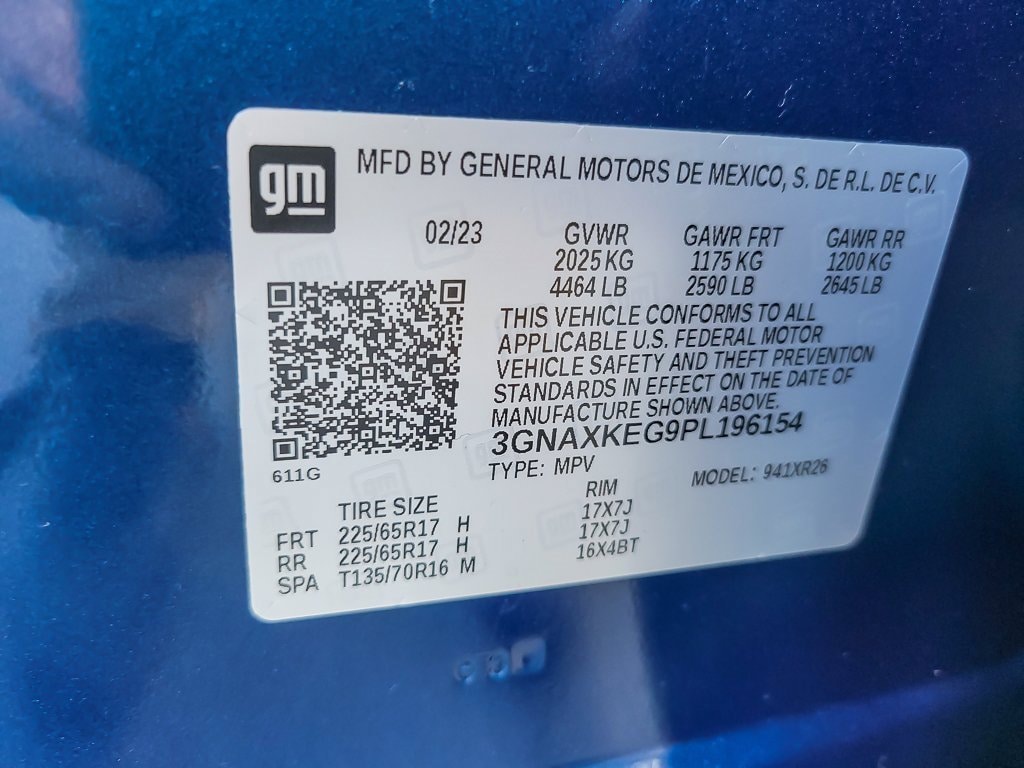 gm
MFD BY GENERAL MOTORS DE MEXICO, S. DE R.L. DE C.V.
02/23 GVWR GAWR FRT GAWR RR
2025 KG 1175 KG 1200 KG
4464 LB 2590 LB 2645 LB
THIS VEHICLE CONFORMS TO ALL
APPLICABLE U.S. FEDERAL MOTOR
VEHICLE SAFETY AND THEFT PREVENTION
STANDARDS IN EFFECT ON THE DATE OF
MANUFACTURE SHOWN ABOVE.
3GNAXKEG9PL196154
TYPE: MPV MODEL: 941XR26
611G
TIRE SIZE RIM
FRT 225/65R17 H 17X7J
RR 225/65R17 H 17X7J
SPA T135/70R16 M 16X4BT